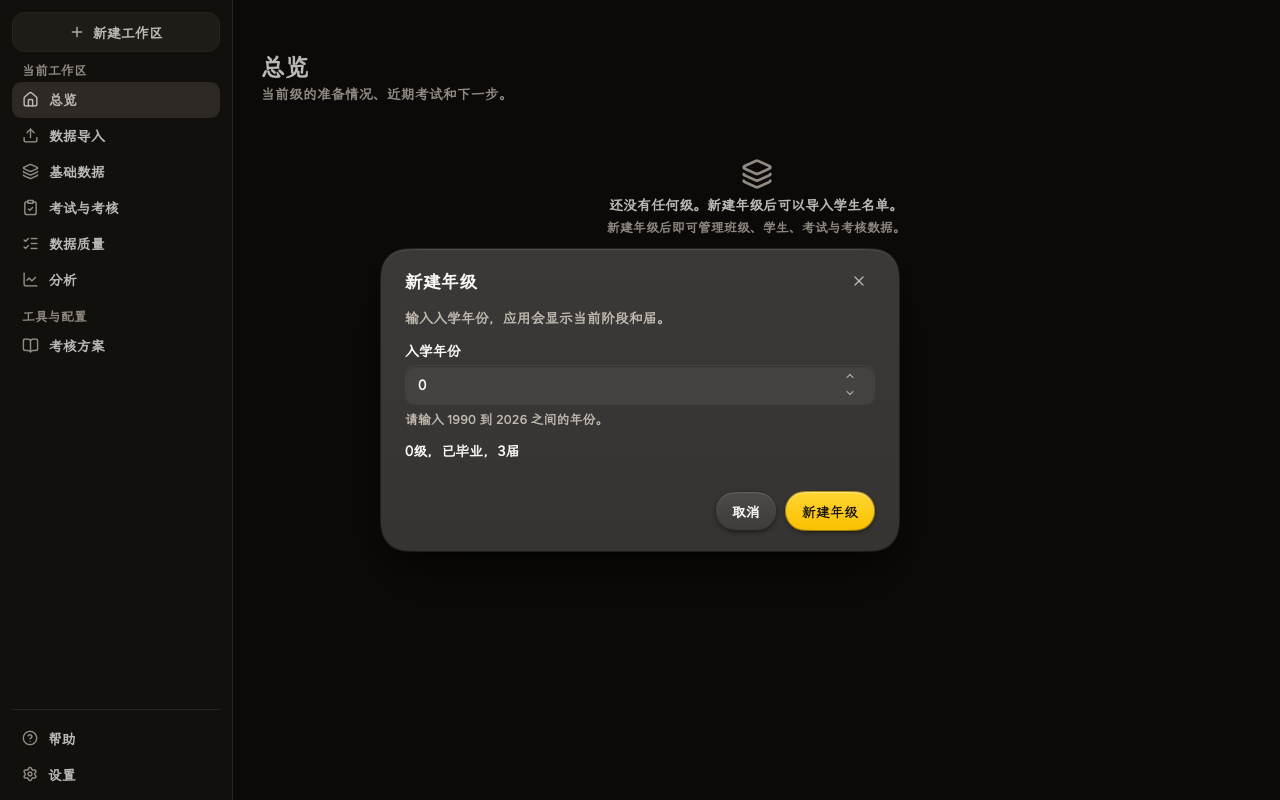 新建工作区
当前工作区
总览
数据导入
基础数据
考试与考核
数据质量
分析
工具与配置
考核方案
帮助
设置
总览
当前级的准备情况、近期考试和下一步。
还没有任何级。新建年级后可以导入学生名单。
新建年级后即可管理班级、学生、考试与考核数据。
新建年级
输入入学年份，应用会显示当前阶段和届。
入学年份
0
请输入 1990 到 2026 之间的年份。
0级，已毕业，3届
取消
新建年级